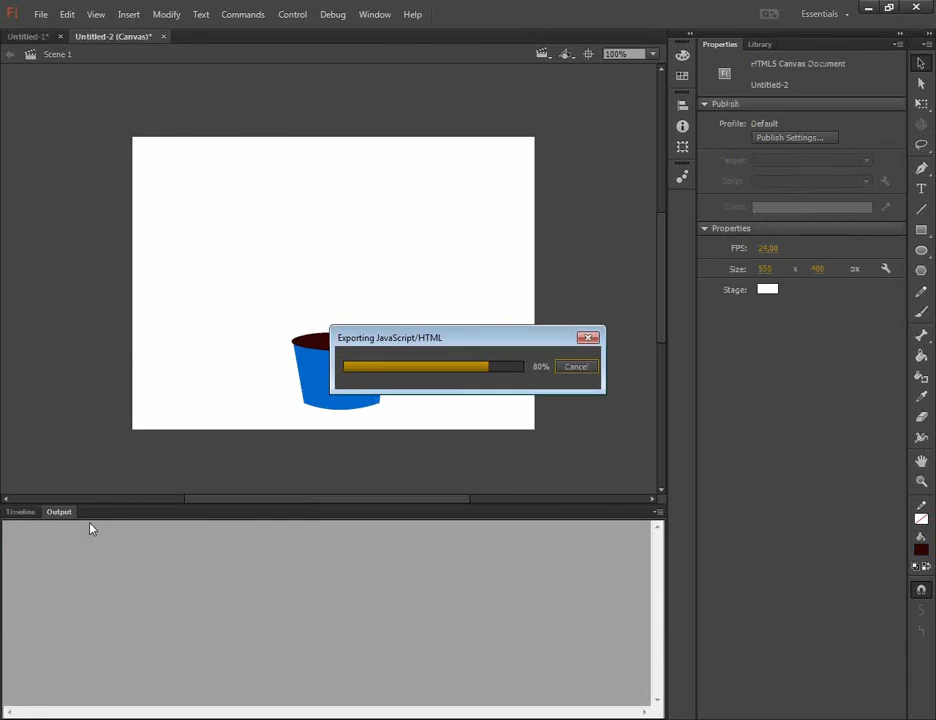 Fl File Edit View Insert Modify Text Commands Control Debug Window Help Essentials
Untitled-1* × Untitled-2 (Canvas)* ×
Scene 1 100%
Properties Library
HTML5 Canvas Document
Fl
Untitled-2
Publish
Profile: Default
Publish Settings...
Target:
Script:
Class:
Properties
FPS: 24,00
Size: 550 x 400 px
Stage:
Exporting JavaScript/HTML
80% Cancel
Timeline Output